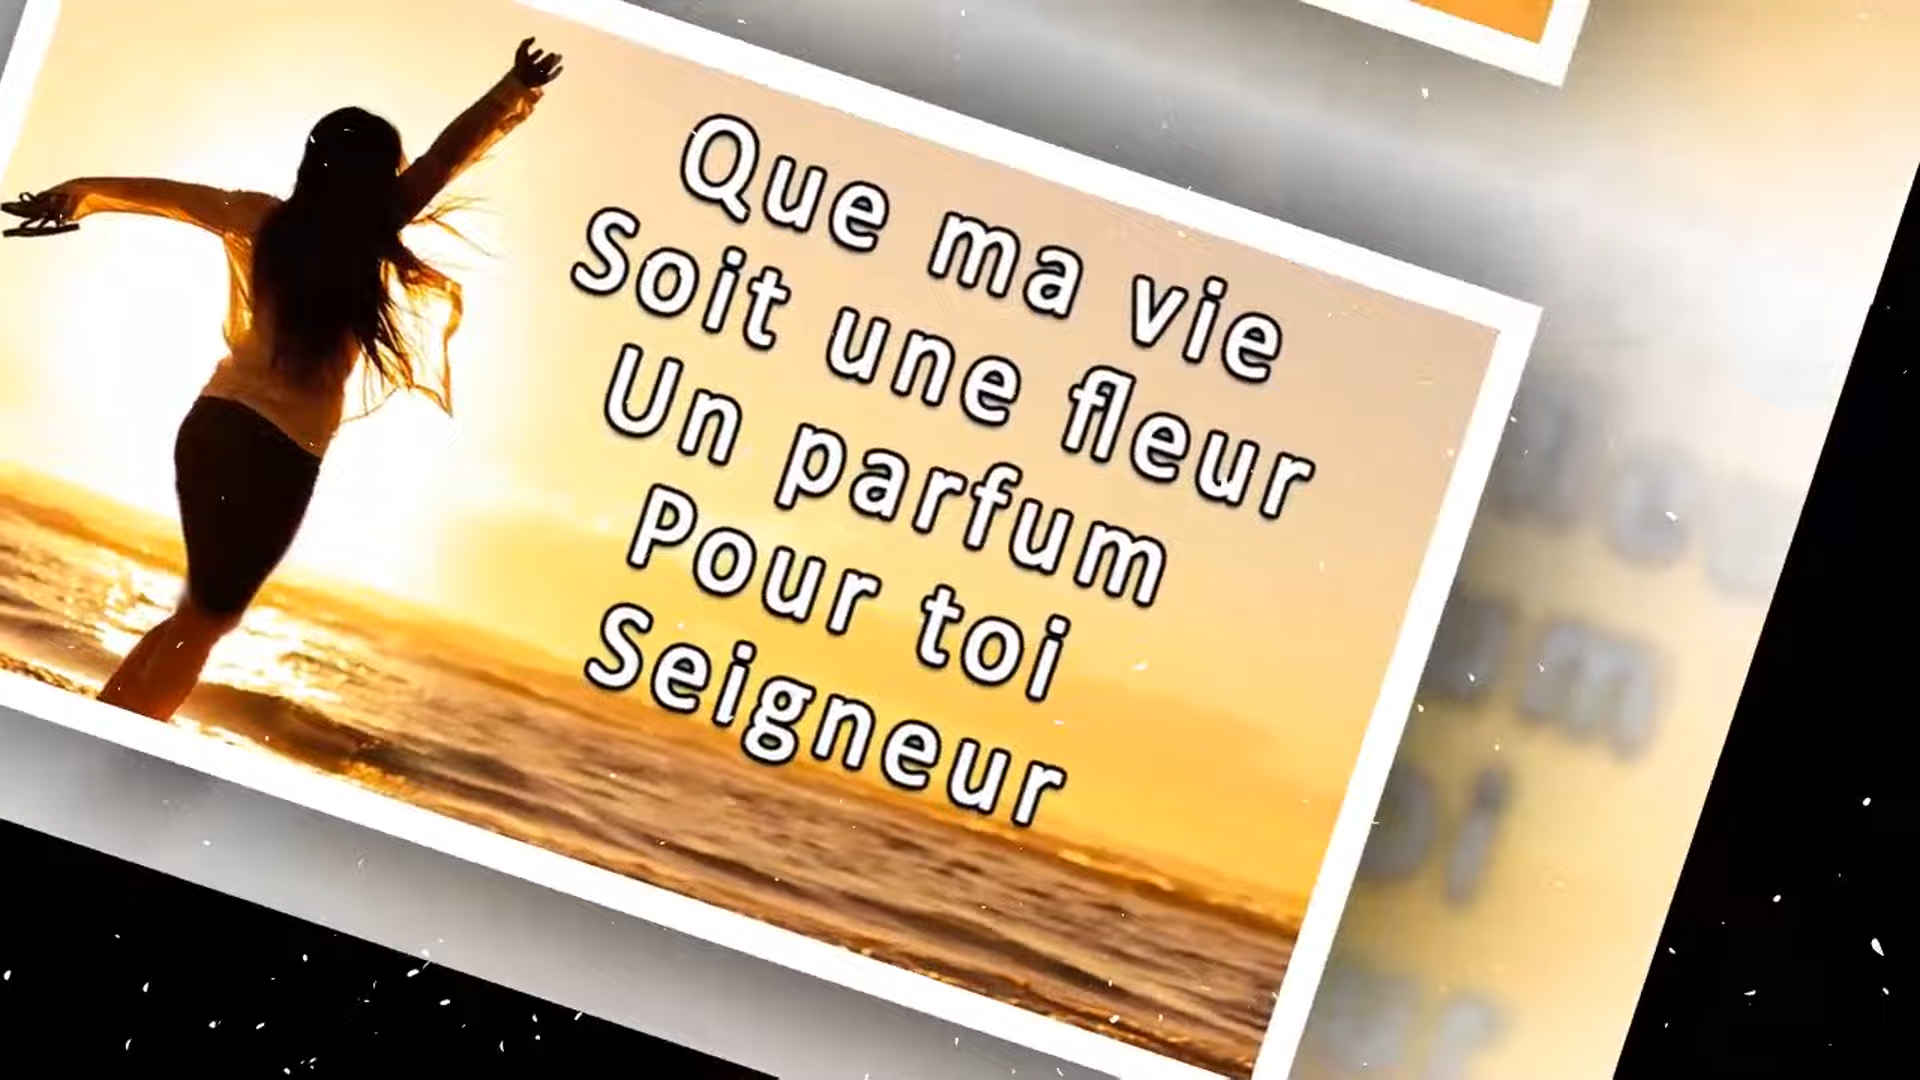 Que ma vie
Soit une fleur
Un parfum
Pour toi
Seigneur